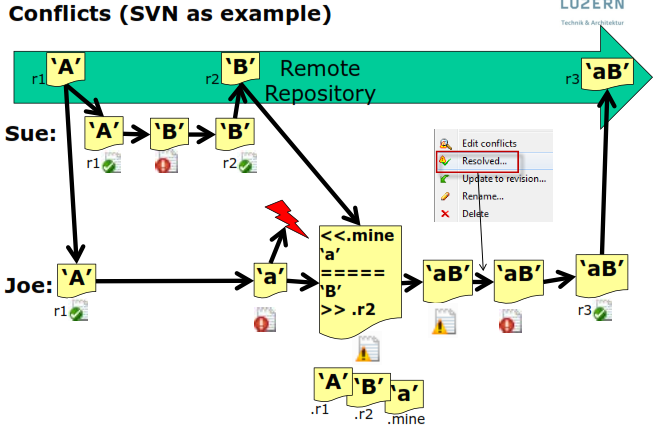 Conflicts (SVN as example)
LUZERN
Technik & Architektur
r1 ‘A’
r2 ‘B’
Remote
Repository
r3 ‘aB’
Sue:
‘A’
‘B’
‘B’
r1
r2
Edit conflicts
Resolved...
Update to revision...
Rename...
Delete
Joe:
‘A’
r1
‘a’
<<.mine
‘a’
=====
‘B’
>> .r2
‘aB’
‘aB’
‘aB’
r3
‘A’
‘B’
‘a’
.r1
.r2
.mine